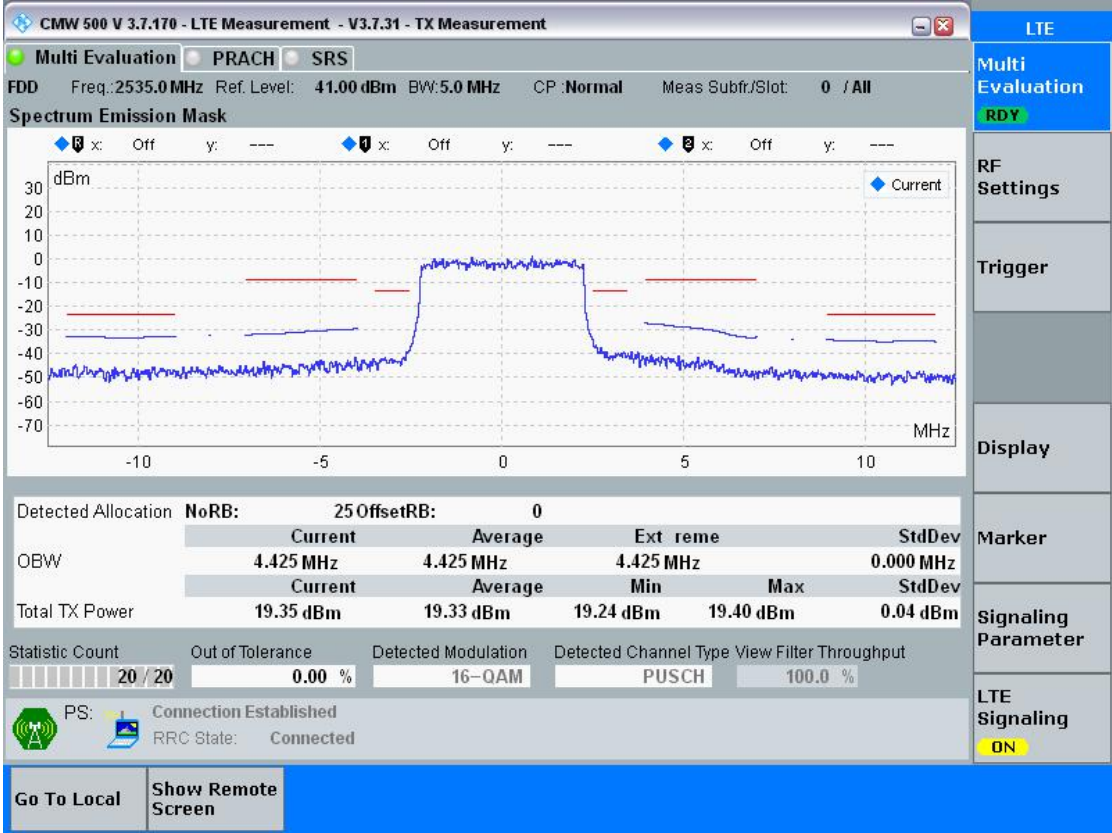 CMW 500 V 3.7.170 - LTE Measurement - V3.7.31 - TX Measurement
LTE
Multi Evaluation PRACH SRS
Multi Evaluation
RDY
FDD Freq.:2535.0 MHz Ref. Level: 41.00 dBm BW:5.0 MHz CP :Normal Meas Subfr./Slot: 0 / All
Spectrum Emission Mask
R x: Off y: --- 1 x: Off y: --- 2 x: Off y: ---
dBm
Current
30
20
10
0
-10
-20
-30
-40
-50
-60
-70
MHz
-10 -5 0 5 10
RF Settings
Trigger
Display
Marker
Signaling Parameter
LTE Signaling
ON
Detected Allocation NoRB: 25 OffsetRB: 0
Current Average Ext reme StdDev
OBW 4.425 MHz 4.425 MHz 4.425 MHz 0.000 MHz
Current Average Min Max StdDev
Total TX Power 19.35 dBm 19.33 dBm 19.24 dBm 19.40 dBm 0.04 dBm
Statistic Count Out of Tolerance Detected Modulation Detected Channel Type View Filter Throughput
20 / 20 0.00 % 16-QAM PUSCH 100.0 %
PS: Connection Established
RRC State: Connected
Go To Local
Show Remote Screen